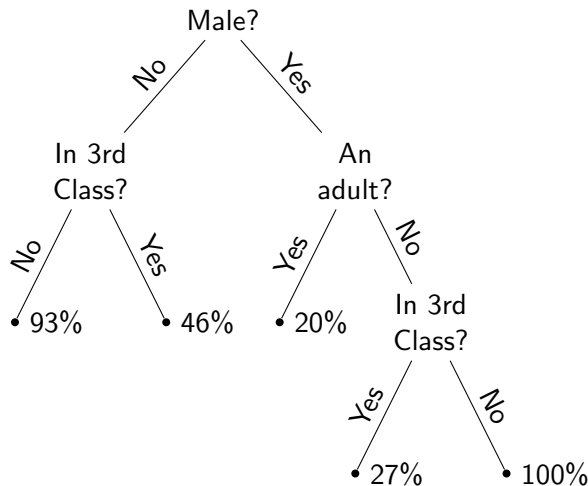 Male?
No
Yes
In 3rd
Class?
An
adult?
No
Yes
Yes
No
93%
46%
20%
In 3rd
Class?
Yes
No
27%
100%